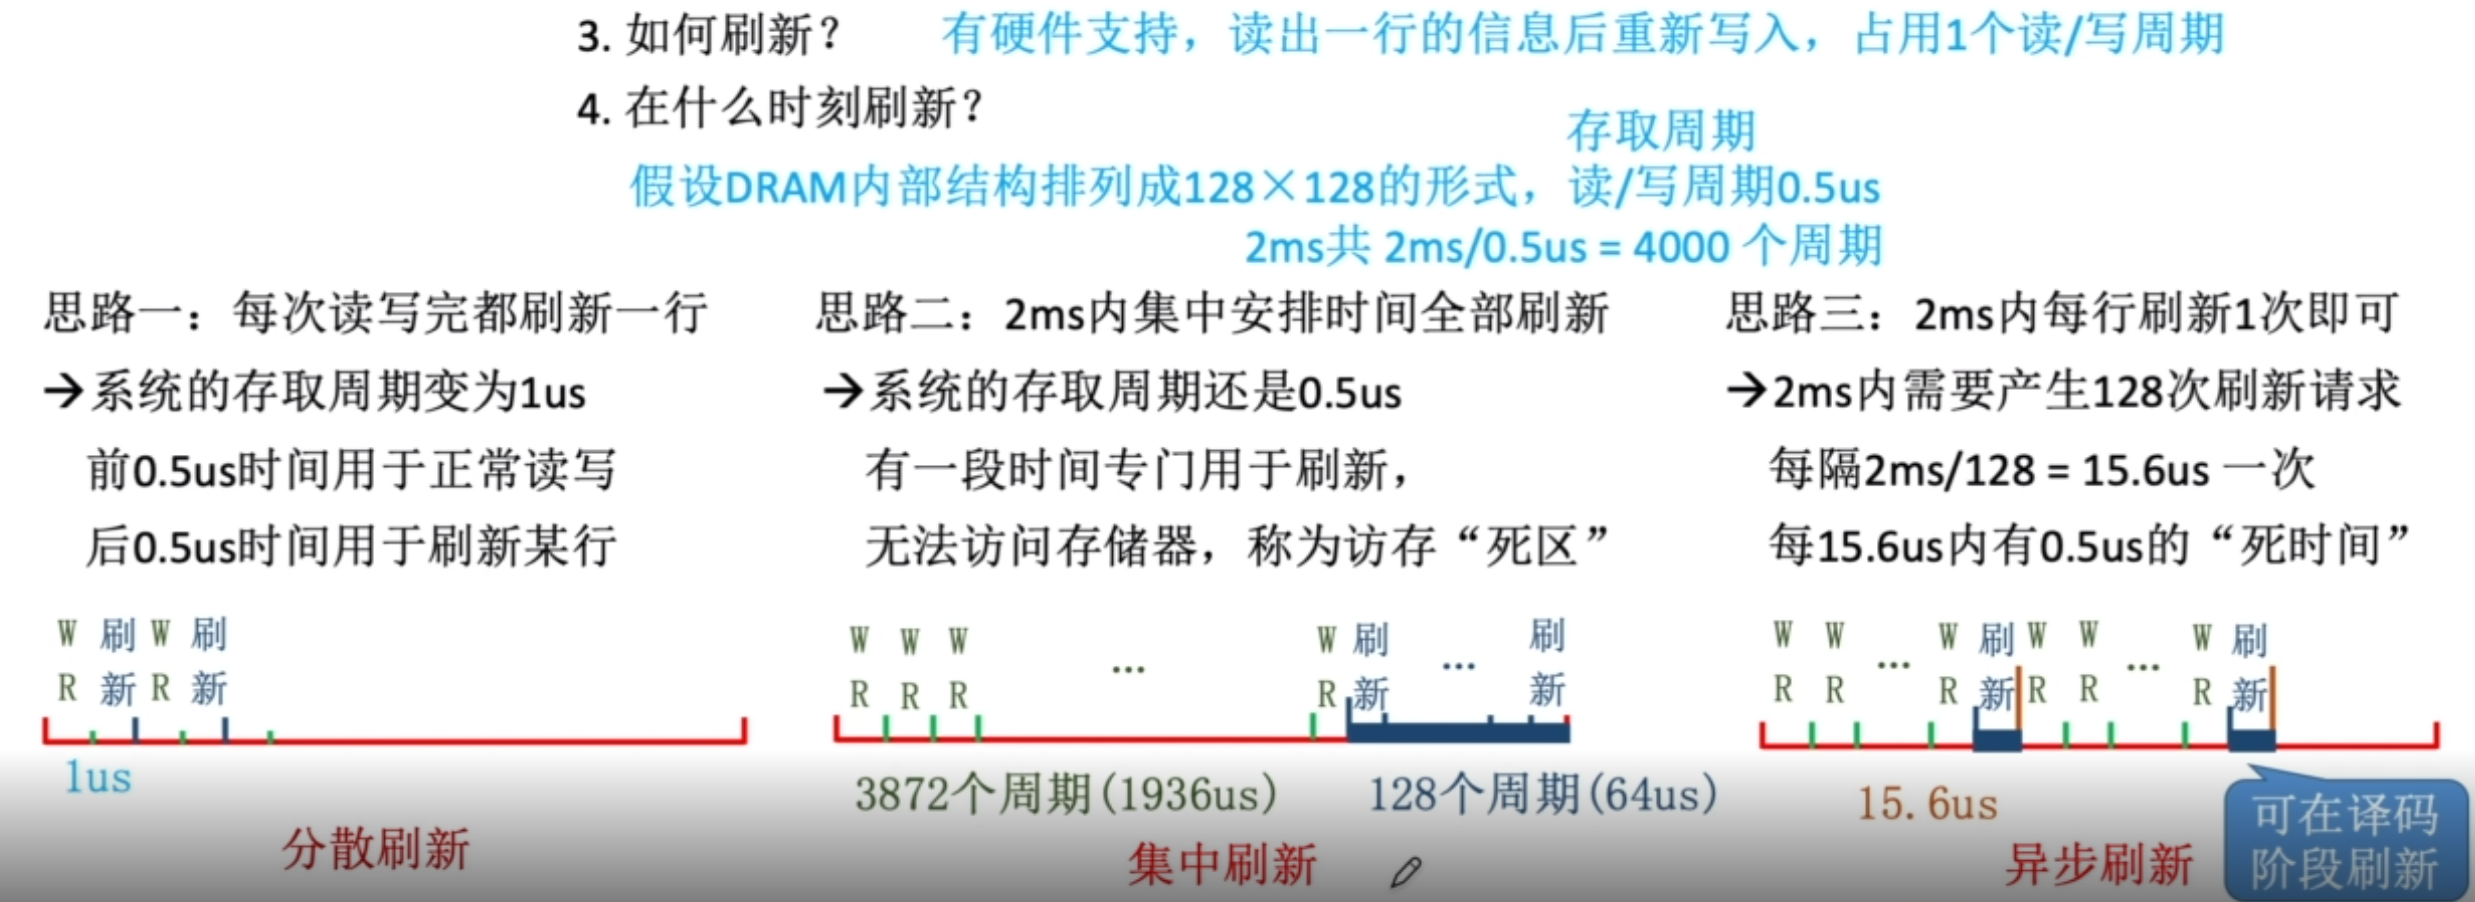 3. 如何刷新？ 有硬件支持，读出一行的信息后重新写入，占用1个读/写周期
4. 在什么时刻刷新？
存取周期
假设DRAM内部结构排列成128×128的形式，读/写周期0.5us
2ms共 2ms/0.5us = 4000 个周期
思路一：每次读写完都刷新一行
→系统的存取周期变为1us
前0.5us时间用于正常读写
后0.5us时间用于刷新某行
W 刷 W 刷
R 新 R 新
1us
分散刷新
思路二：2ms内集中安排时间全部刷新
→系统的存取周期还是0.5us
有一段时间专门用于刷新，
无法访问存储器，称为访存“死区”
W W W ... W 刷 ... 刷
R R R R 新 新
3872个周期(1936us) 128个周期(64us)
集中刷新
思路三：2ms内每行刷新1次即可
→2ms内需要产生128次刷新请求
每隔2ms/128 = 15.6us 一次
每15.6us内有0.5us的“死时间”
W W ... W 刷 W W ... W 刷
R R R 新 R R R 新
15.6us
异步刷新
可在译码
阶段刷新